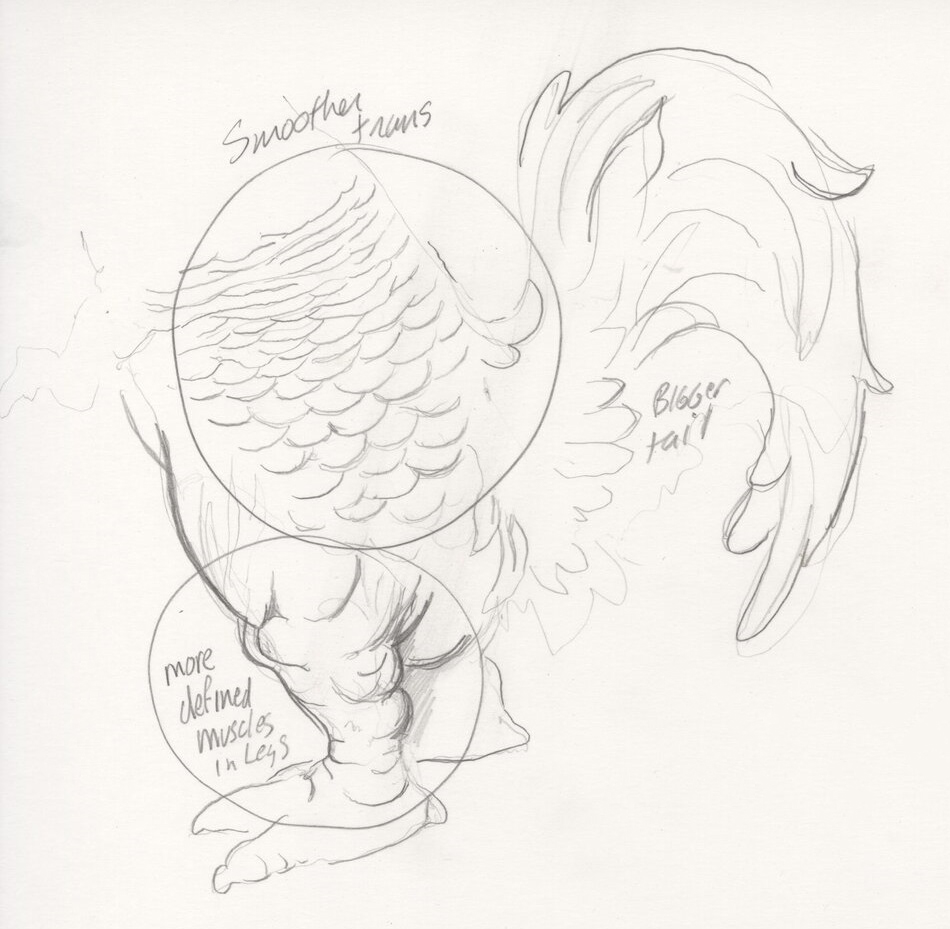 Smoother
trans
Bigger
tail
more
defined
muscles
in Legs